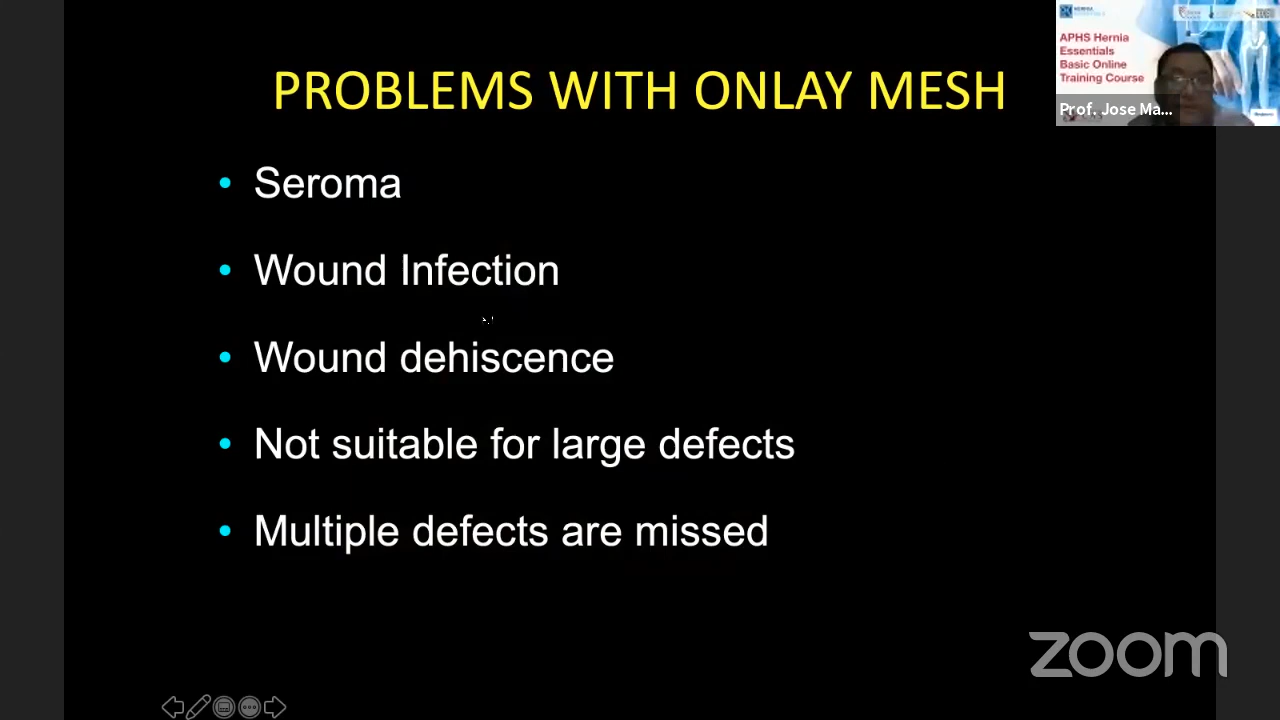 PROBLEMS WITH ONLAY MESH
• Seroma
• Wound Infection
• Wound dehiscence
• Not suitable for large defects
• Multiple defects are missed
APHS Hernia
Essentials
Basic Online
Training Course
Prof. Jose Ma...
zoom